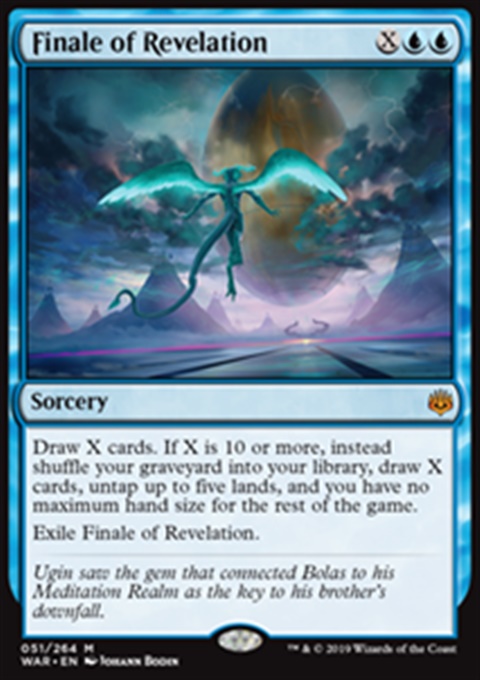 Finale of Revelation X
Sorcery
Draw X cards. If X is 10 or more, instead
shuffle your graveyard into your library, draw X
cards, untap up to five lands, and you have no
maximum hand size for the rest of the game.
Exile Finale of Revelation.
Ugin saw the gem that connected Bolas to his
Meditation Realm as the key to his brother's
downfall.
051/264 M
WAR • EN Johann Bodin
™ & © 2019 Wizards of the Coast